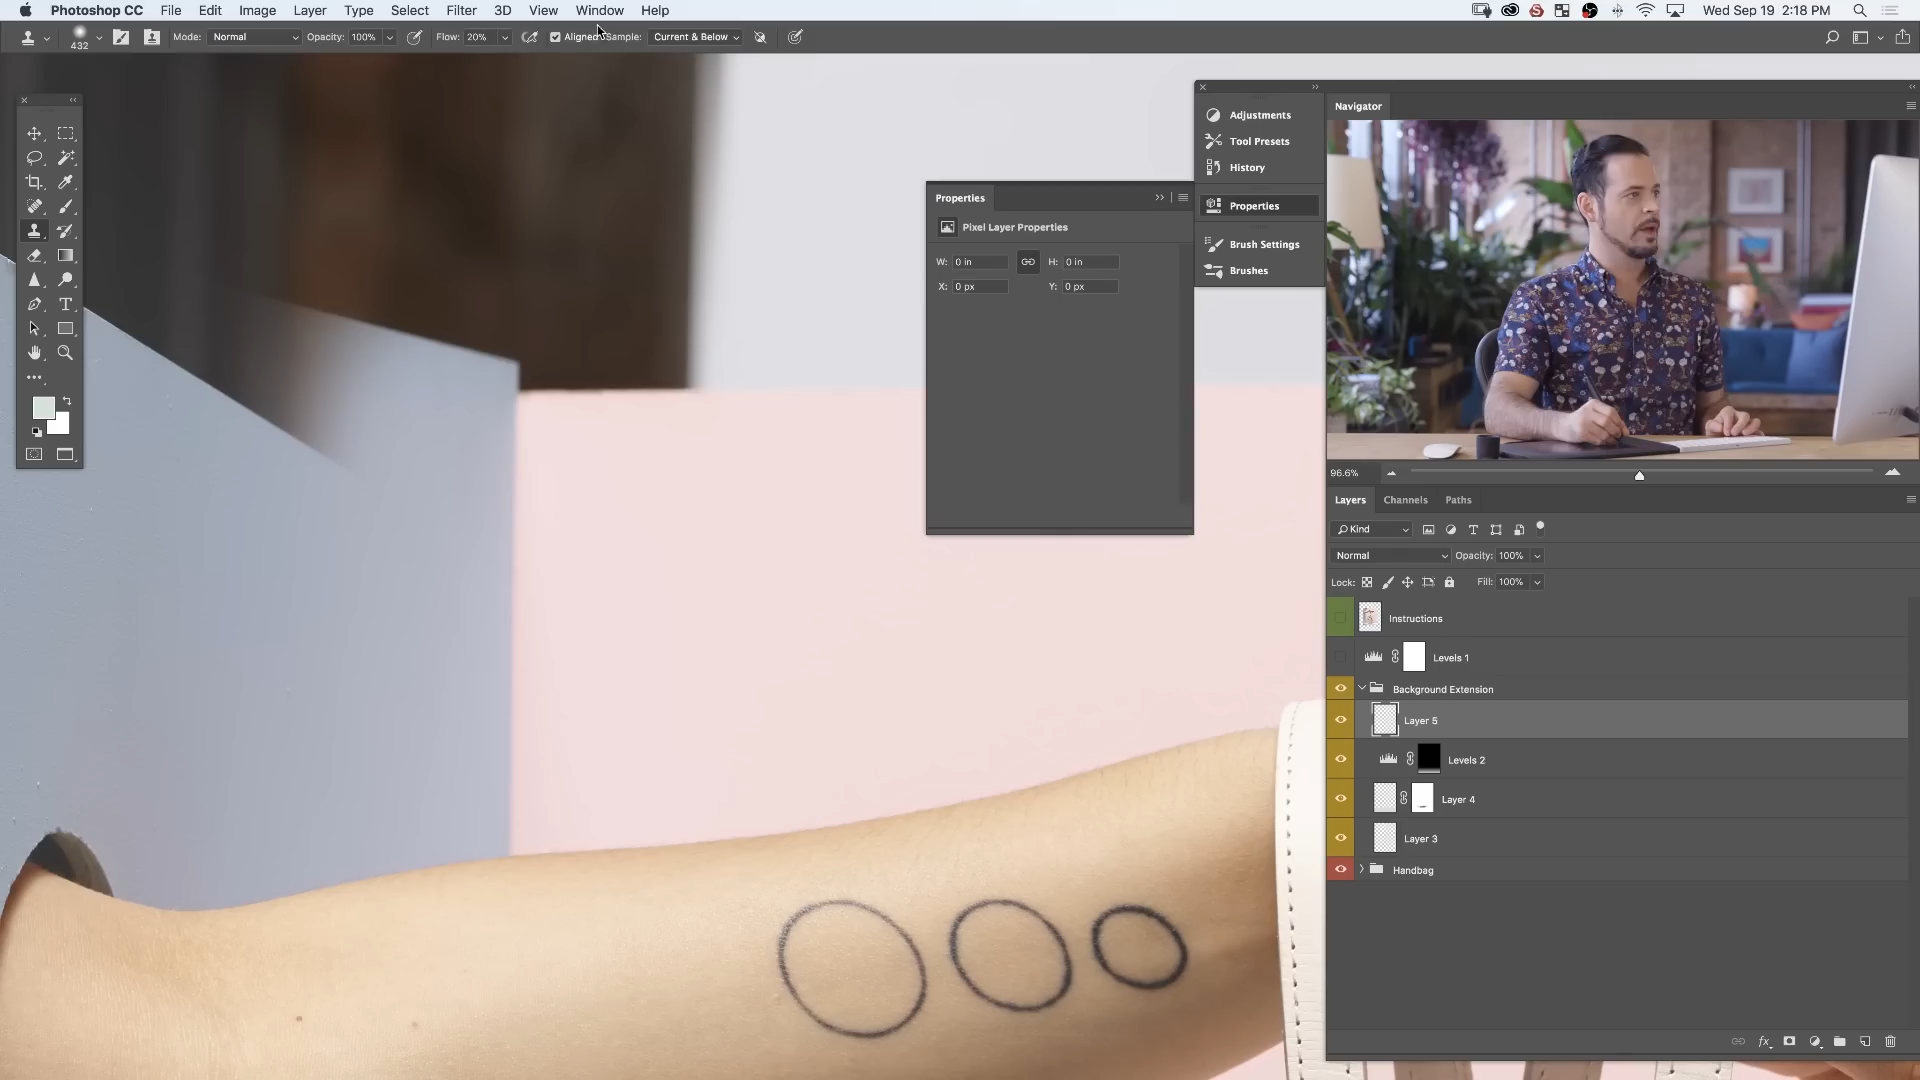 Photoshop CC File Edit Image Layer Type Select Filter 3D View Window Help Wed Sep 19 2:18 PM
432 Mode: Normal Opacity: 100% Flow: 20% Aligned Sample: Current & Below
Navigator
Adjustments
Tool Presets
History
Properties
Brush Settings
Brushes
Properties
Pixel Layer Properties
W: 0 in H: 0 in
X: 0 px Y: 0 px
96.6%
Layers Channels Paths
Kind
Normal Opacity: 100%
Lock: Fill: 100%
Instructions
Levels 1
Background Extension
Layer 5
Levels 2
Layer 4
Layer 3
Handbag